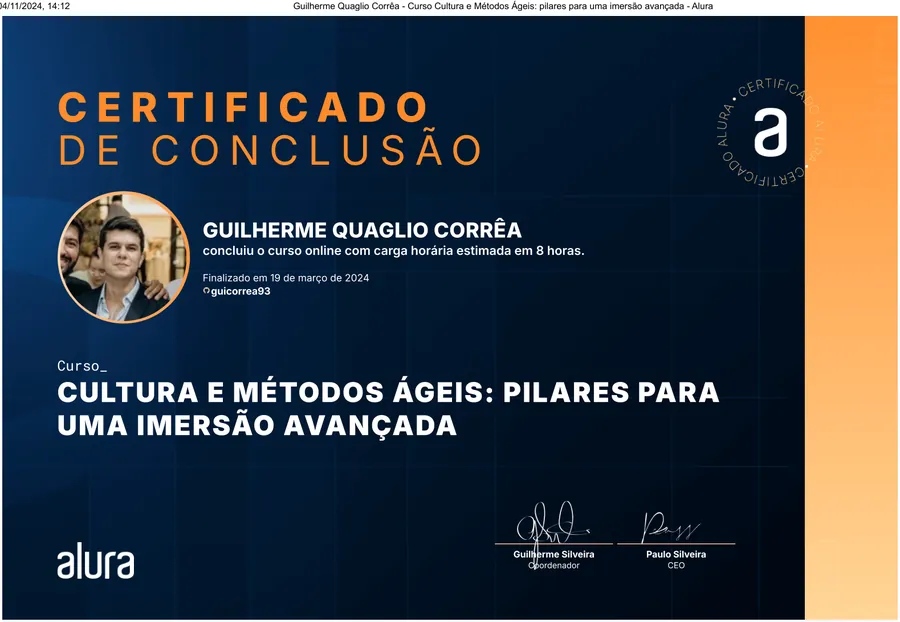 04/11/2024, 14:12
Guilherme Quaglio Corrêa - Curso Cultura e Métodos Ágeis: pilares para uma imersão avançada - Alura
CERTIFICADO
DE CONCLUSÃO
CERTIFICADO ALURA • CERTIFICADO ALURA •
a
GUILHERME QUAGLIO CORRÊA
concluiu o curso online com carga horária estimada em 8 horas.
Finalizado em 19 de março de 2024
guicorrea93
Curso_
CULTURA E MÉTODOS ÁGEIS: PILARES PARA
UMA IMERSÃO AVANÇADA
alura
Guilherme Silveira
Coordenador
Paulo Silveira
CEO